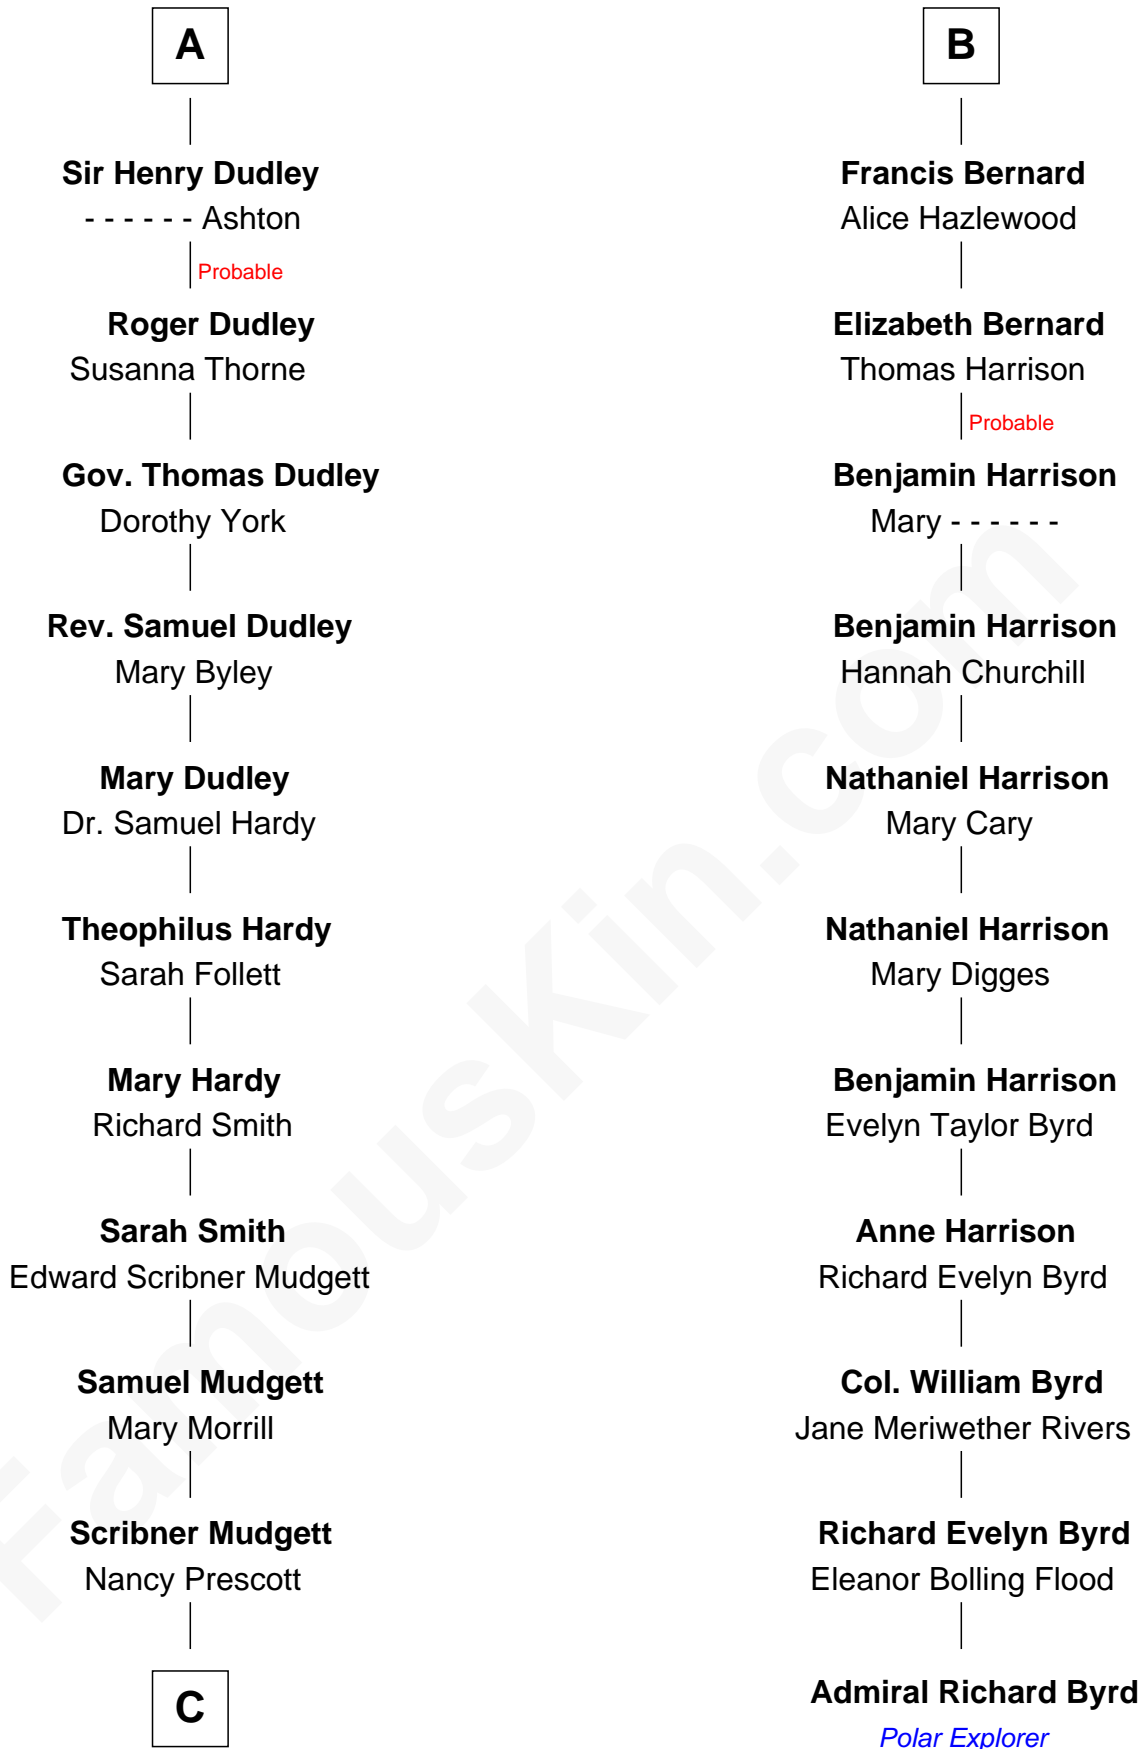 A
Sir Henry Dudley
- - - - - - Ashton
Probable
Roger Dudley
Susanna Thorne
Gov. Thomas Dudley
Dorothy York
Rev. Samuel Dudley
Mary Byley
Mary Dudley
Dr. Samuel Hardy
Theophilus Hardy
Sarah Follett
Mary Hardy
Richard Smith
Sarah Smith
Edward Scribner Mudgett
Samuel Mudgett
Mary Morrill
Scribner Mudgett
Nancy Prescott
C
B
Francis Bernard
Alice Hazlewood
Elizabeth Bernard
Thomas Harrison
Probable
Benjamin Harrison
Mary - - - - - -
Benjamin Harrison
Hannah Churchill
Nathaniel Harrison
Mary Cary
Nathaniel Harrison
Mary Digges
Benjamin Harrison
Evelyn Taylor Byrd
Anne Harrison
Richard Evelyn Byrd
Col. William Byrd
Jane Meriwether Rivers
Richard Evelyn Byrd
Eleanor Bolling Flood
Admiral Richard Byrd
Polar Explorer
FamousKin.com